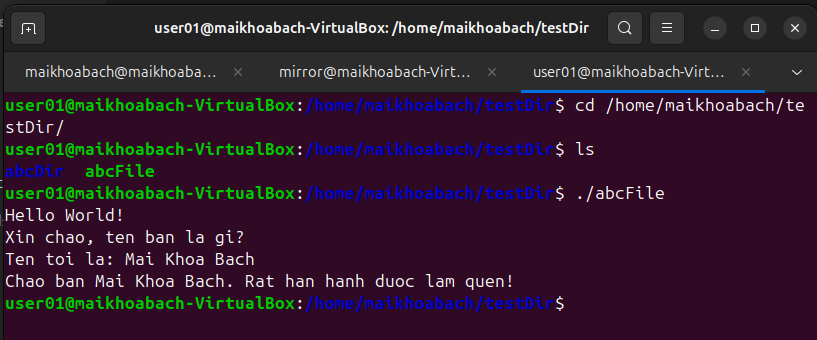 user01@maikhoabach-VirtualBox: /home/maikhoabach/testDir
maikhoabach@maikhoaba...
mirror@maikhoabach-Virt...
user01@maikhoabach-Virt...
user01@maikhoabach-VirtualBox:/home/maikhoabach/testDir$ cd /home/maikhoabach/te
stDir/
user01@maikhoabach-VirtualBox:/home/maikhoabach/testDir$ ls
abcDir abcFile
user01@maikhoabach-VirtualBox:/home/maikhoabach/testDir$ ./abcFile
Hello World!
Xin chao, ten ban la gi?
Ten toi la: Mai Khoa Bach
Chao ban Mai Khoa Bach. Rat han hanh duoc lam quen!
user01@maikhoabach-VirtualBox:/home/maikhoabach/testDir$